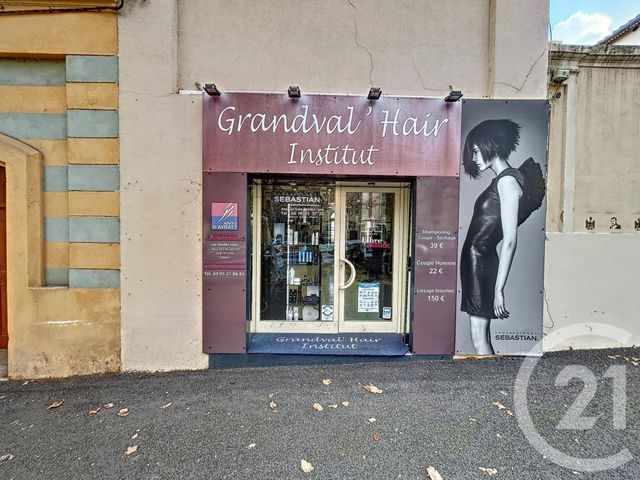 Grandval' Hair
Institut
SEBASTIAN
Shampooing
Coupe - Séchage
39 €
Coupe Homme
22 €
Lissage brésilien
150 €
Grandval' Hair
Institut
PROFESSIONAL
SEBASTIAN.
21